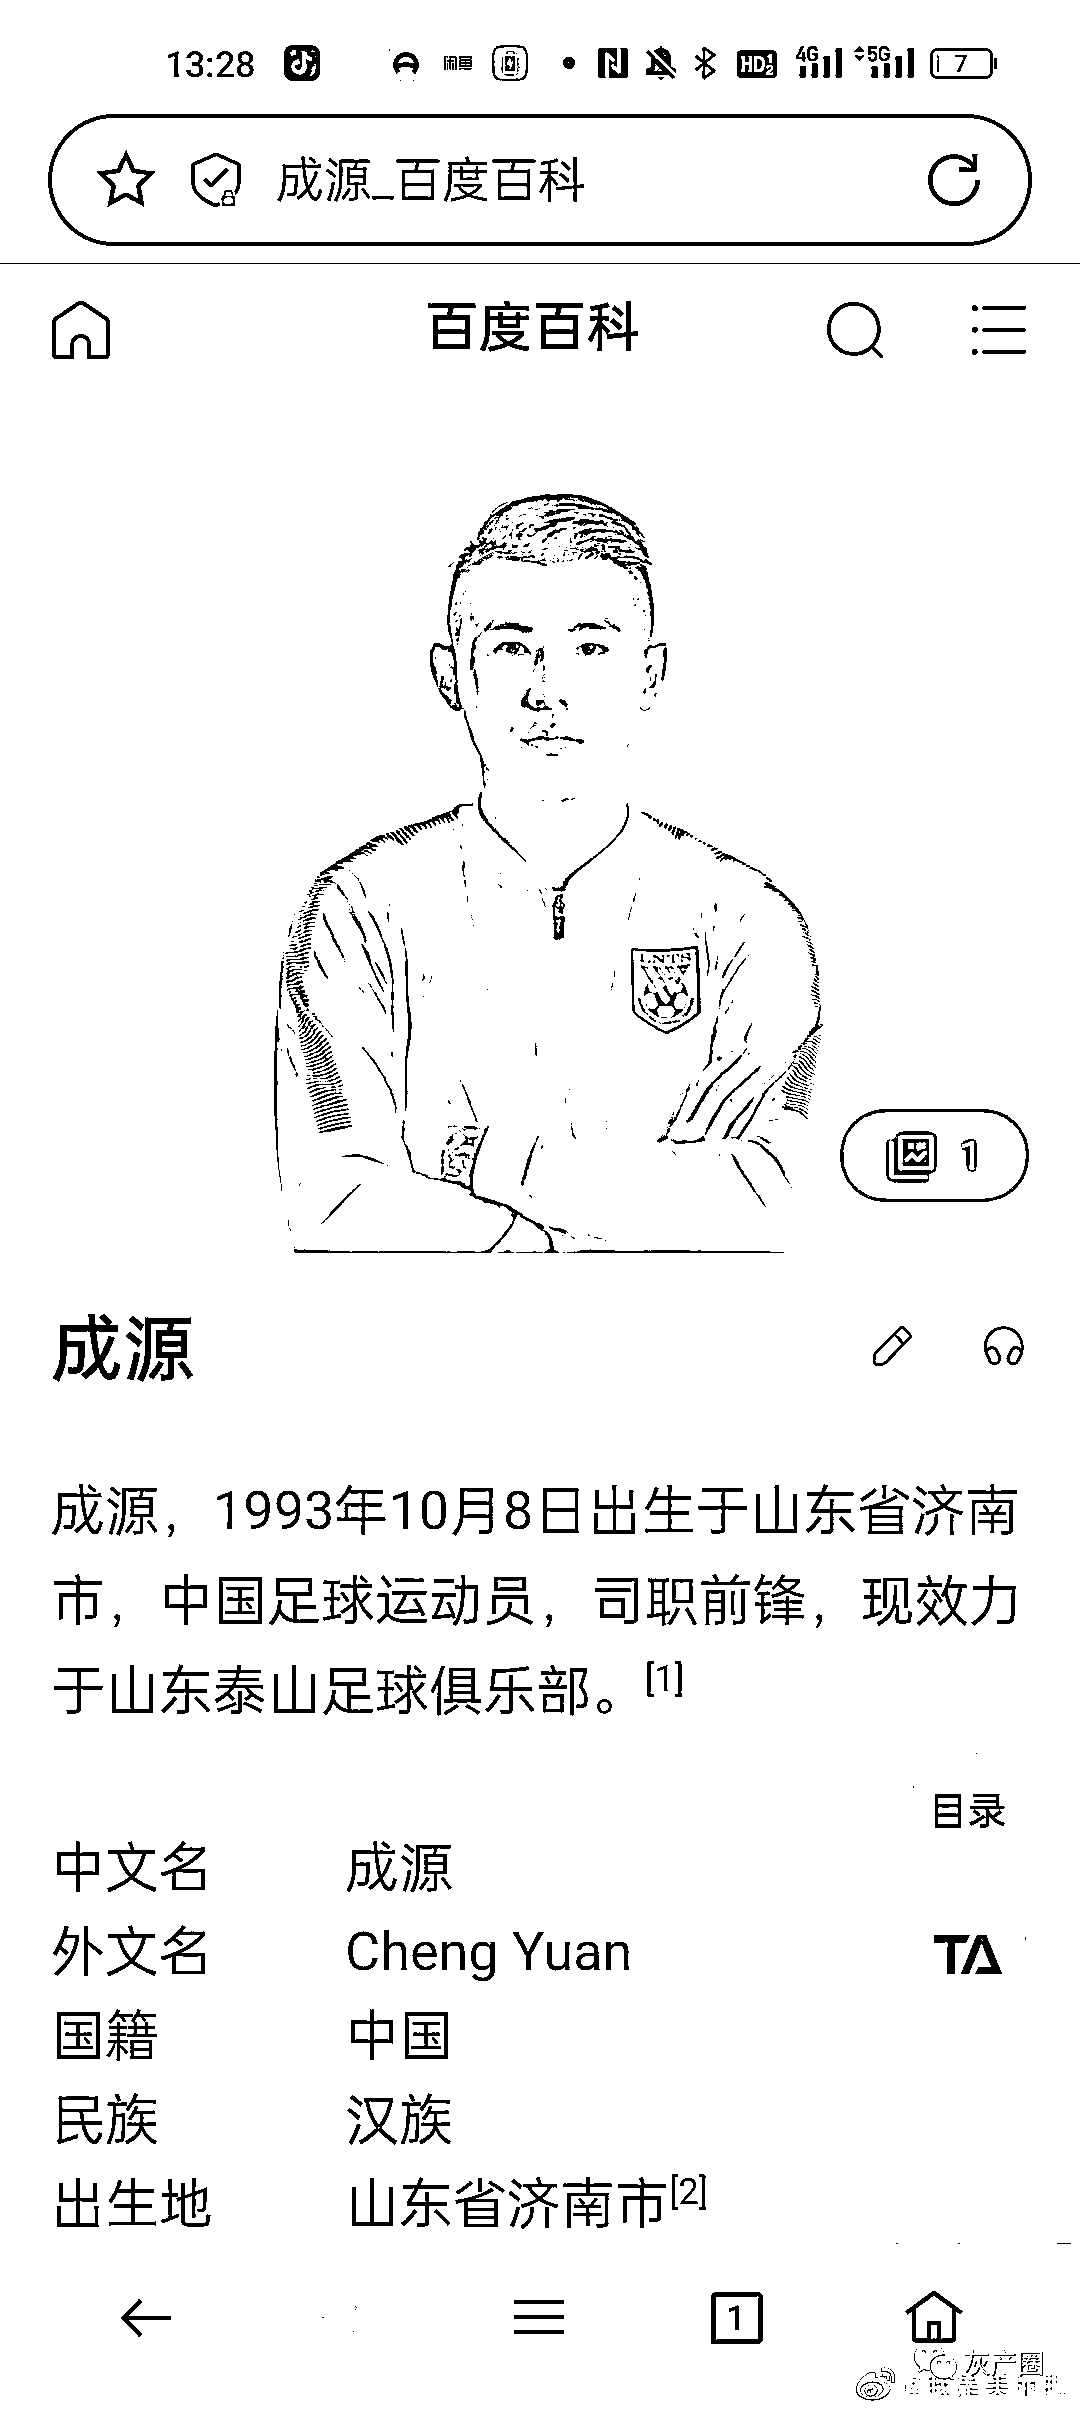 13:28 4G 5G HD 7
成源_百度百科
百度百科
LNTS
1
成源
成源，1993年10月8日出生于山东省济南
市，中国足球运动员，司职前锋，现效力
于山东泰山足球俱乐部。[1]
目录
中文名 成源
外文名 Cheng Yuan
TA
国籍 中国
民族 汉族
出生地 山东省济南市[2]
1
灰产圈